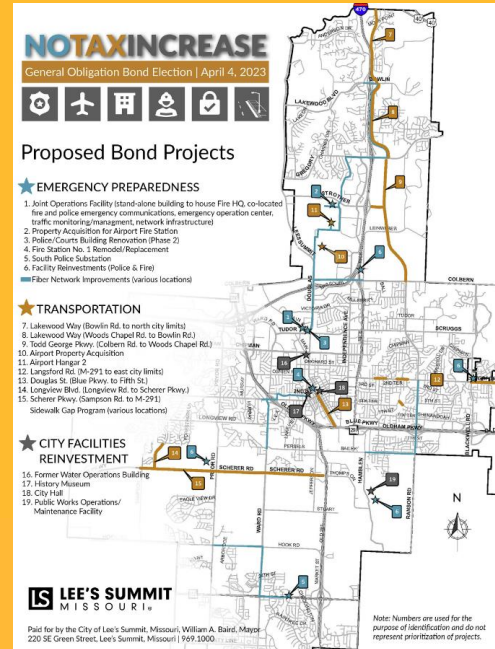 NOTAXINCREASE
General Obligation Bond Election | April 4, 2023
Proposed Bond Projects
EMERGENCY PREPAREDNESS
1. Joint Operations Facility (stand-alone building to house Fire HQ, co-located
fire and police emergency communications, emergency operation center,
traffic monitoring/managment, network infrastructure)
2. Property Acquisition for Airport Fire Station
3. Police/Courts Building Renovation (Phase 2)
4. Fire Station No. 1 Remodel/Replacement
5. South Police Substation
6. Facility Reinvestments (Police & Fire)
Fiber Network Improvements (various locations)
TRANSPORTATION
7. Lakewood Way (Bowlin Rd. to north city limits)
8. Lakewood Way (Woods Chapel Rd. to Bowlin Rd.)
9. Todd George Pkwy. (Colbern Rd. to Woods Chapel Rd.)
10. Airport Property Acquisition
11. Airport Hangar 2
12. Langsford Rd. (M-291 to east city limits)
13. Douglas St. (Blue Pkwy. to Fifth St.)
14. Longview Blvd. (Longview Rd. to Scherer Pkwy.)
15. Scherer Pkwy. (Sampson Rd. to M-291)
Sidewalk Gap Program (various locations)
CITY FACILITIES
REINVESTMENT
16. Former Water Operations Building
17. History Museum
18. City Hall
19. Public Works Operations/
Maintenance Facility
LS LEE'S SUMMIT
MISSOURI
Paid for by the City of Lee's Summit, Missouri, William A. Baird, Mayor
220 SE Green Street, Lee's Summit, Missouri | 969.1000
470
BOWLIN
LAKEWOOD BLVD
GREGORY
STROTHER
LEE'S SUMMIT
DOUGLAS
COLBERN
TUDOR
SCRUGGS
INDEPENDENCE AVE
BLUE PKWY
OLDHAM PKWY
BLACKWELL RD
LONGVIEW RD
PERSELS
SCHERER RD
SCHERER RD
PRYOR RD
WARD RD
HAMBLEN
RANSON RD
STUART
HOOK RD
N
Note: Numbers are used for the
purpose of identification and do not
represent prioritization of projects.